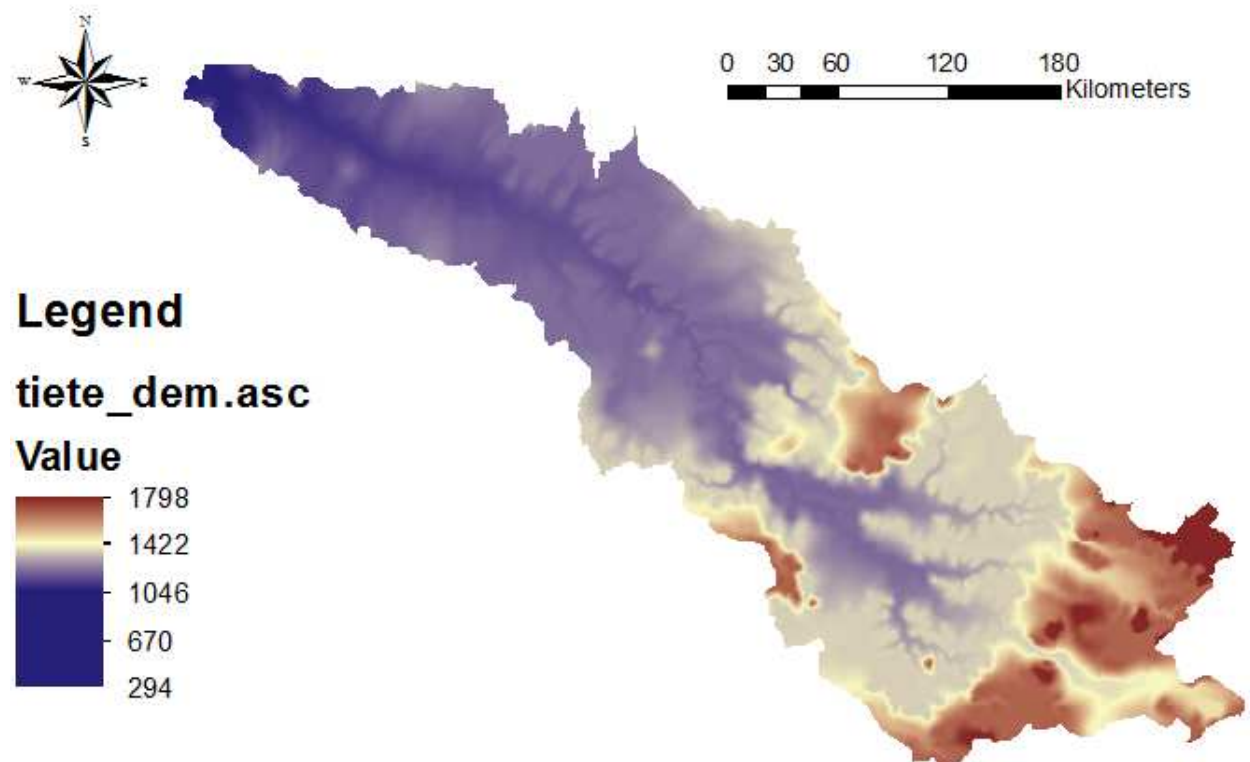 N
W E
S
0 30 60 120 180
Kilometers
Legend
tiete_dem.asc
Value
1798
1422
1046
670
294